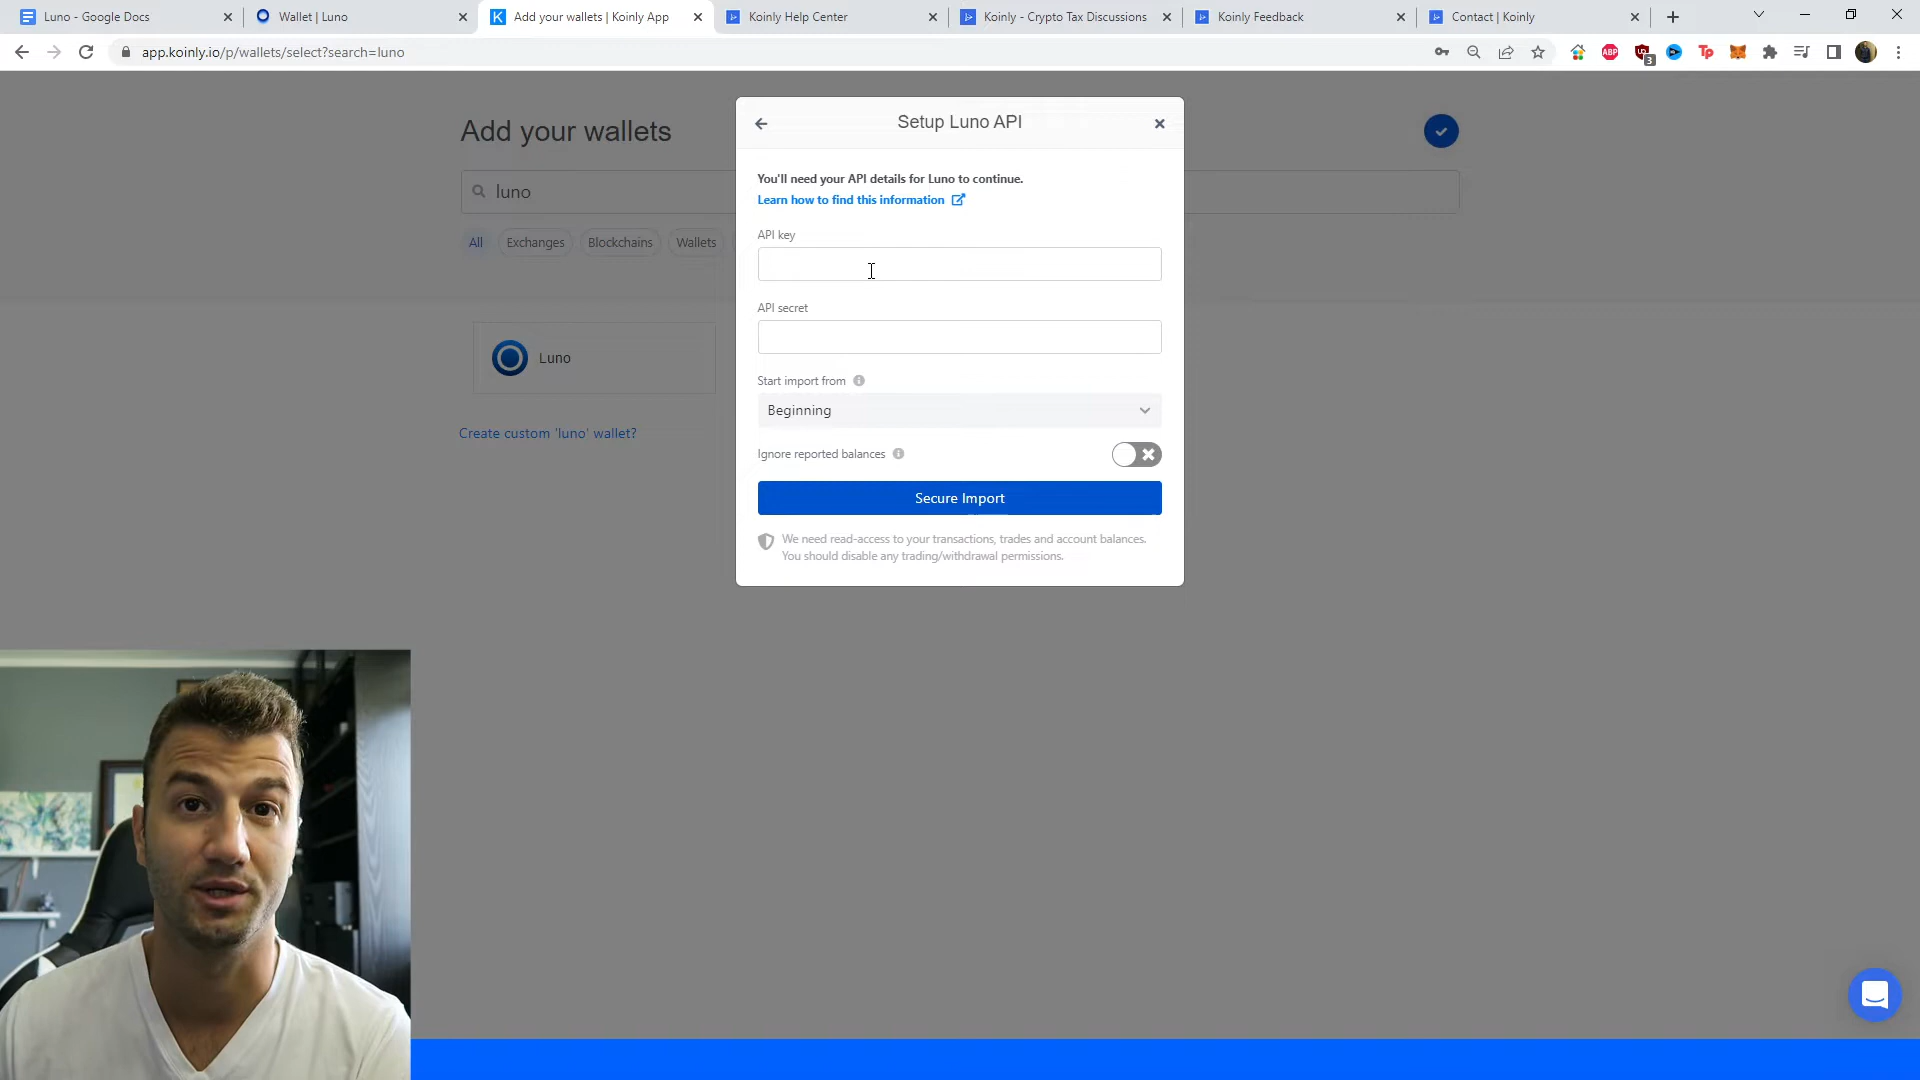 Luno - Google Docs
Wallet | Luno
Add your wallets | Koinly App
Koinly Help Center
Koinly - Crypto Tax Discussions
Koinly Feedback
Contact | Koinly
app.koinly.io/p/wallets/select?search=luno
ABP
3
Tp
Add your wallets
luno
All
Exchanges
Blockchains
Wallets
Luno
Create custom 'luno' wallet?
Setup Luno API
You'll need your API details for Luno to continue.
Learn how to find this information
API key
API secret
Start import from
Beginning
Ignore reported balances
Secure Import
We need read-access to your transactions, trades and account balances.
You should disable any trading/withdrawal permissions.